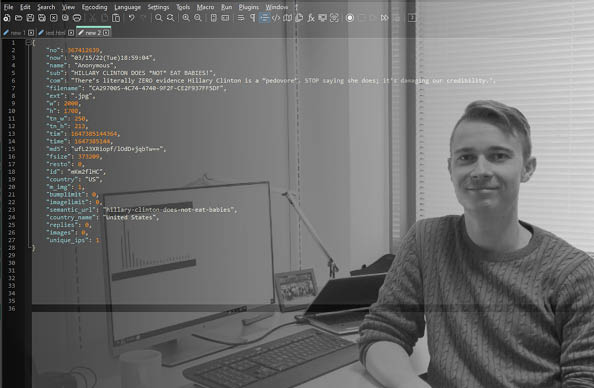 File Edit Search View Encoding Language Settings Tools Macro Run Plugins Window ?
new 1 test.html new 2
1 {
2 "no": 367412639,
3 "now": "03/15/22(Tue)18:59:04",
4 "name": "Anonymous",
5 "sub": "HILLARY CLINTON DOES *NOT* EAT BABIES!",
6 "com": "There's literally ZERO evidence Hillary Clinton is a "pedovore". STOP saying she does; it's damaging our credibility.",
7 "filename": "CA297005-4C74-4740-9F2F-CE2F937FF5DF",
8 "ext": ".jpg",
9 "w": 2000,
10 "h": 1700,
11 "tn_w": 250,
12 "tn_h": 213,
13 "tim": 1647385144364,
14 "time": 1647385144,
15 "md5": "ufL23XRiopf/lOdD+jqbTw==",
16 "fsize": 373209,
17 "resto": 0,
18 "id": "mKm2flHC",
19 "country": "US",
20 "m_img": 1,
21 "bumplimit": 0,
22 "imagelimit": 0,
23 "semantic_url": "hillary-clinton-does-not-eat-babies",
24 "country_name": "United States",
25 "replies": 0,
26 "images": 0,
27 "unique_ips": 1
28 }
29
30
31
32
33
34
35
36